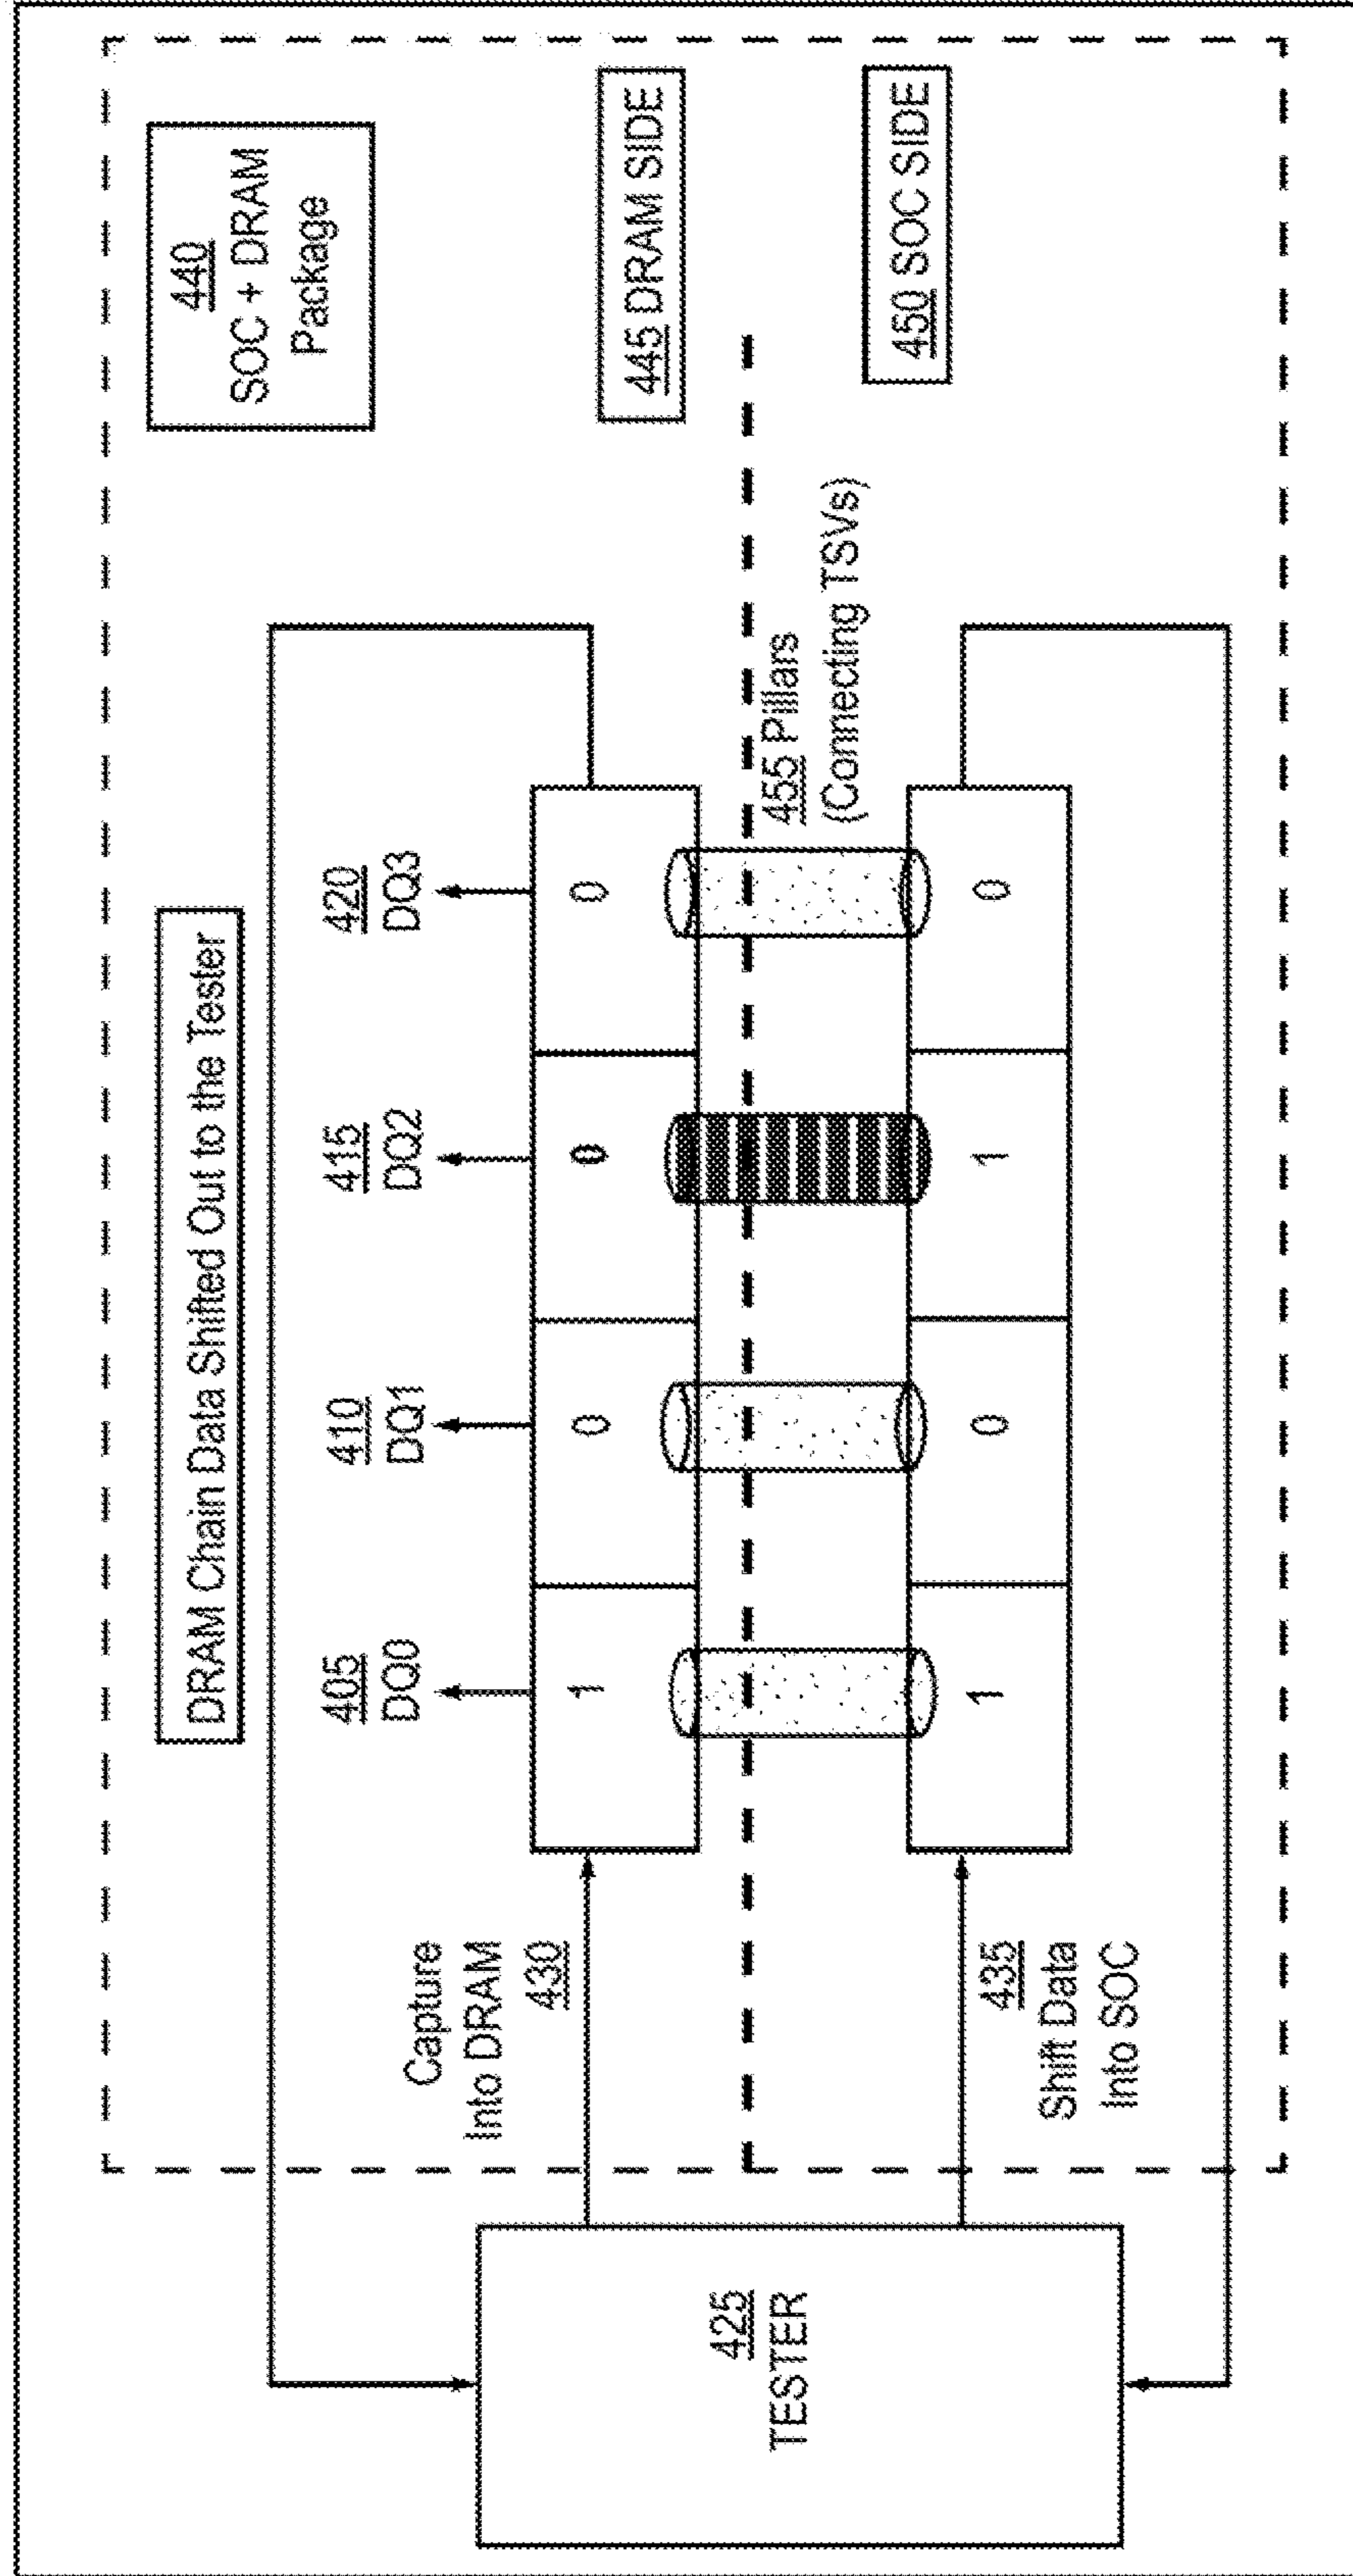 440
SOC + DRAM
Package
DRAM Chain Data Shifted Out to the Tester
405
DQ0
410
DQ1
415
DQ2
420
DQ3
445 DRAM SIDE
Capture
Into DRAM
430
1
0
0
0
455 Pillars
(Connecting TSVs)
425
TESTER
1
0
1
0
435
Shift Data
Into SOC
450 SOC SIDE